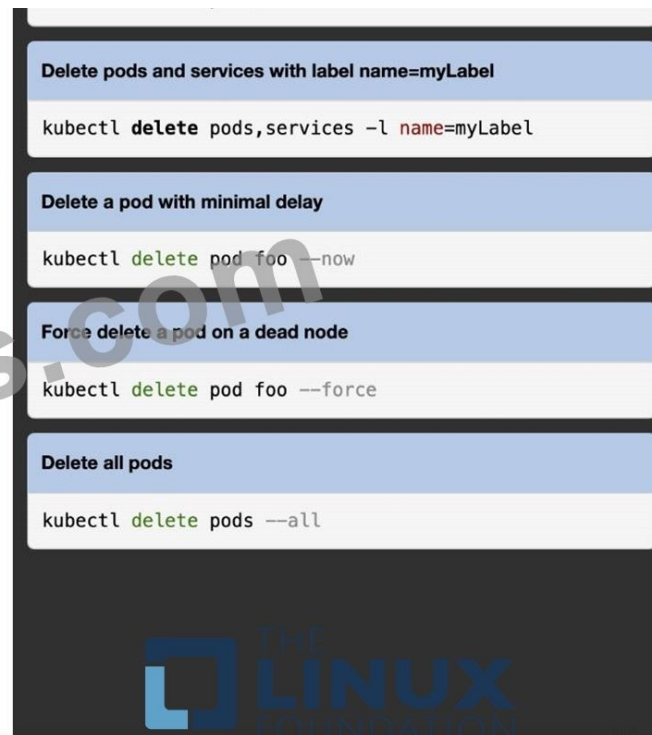 Delete pods and services with label name=myLabel
kubectl delete pods,services -l name=myLabel
Delete a pod with minimal delay
kubectl delete pod foo --now
Force delete a pod on a dead node
kubectl delete pod foo --force
Delete all pods
kubectl delete pods --all
s.com
THE
LINUX
FOUNDATION